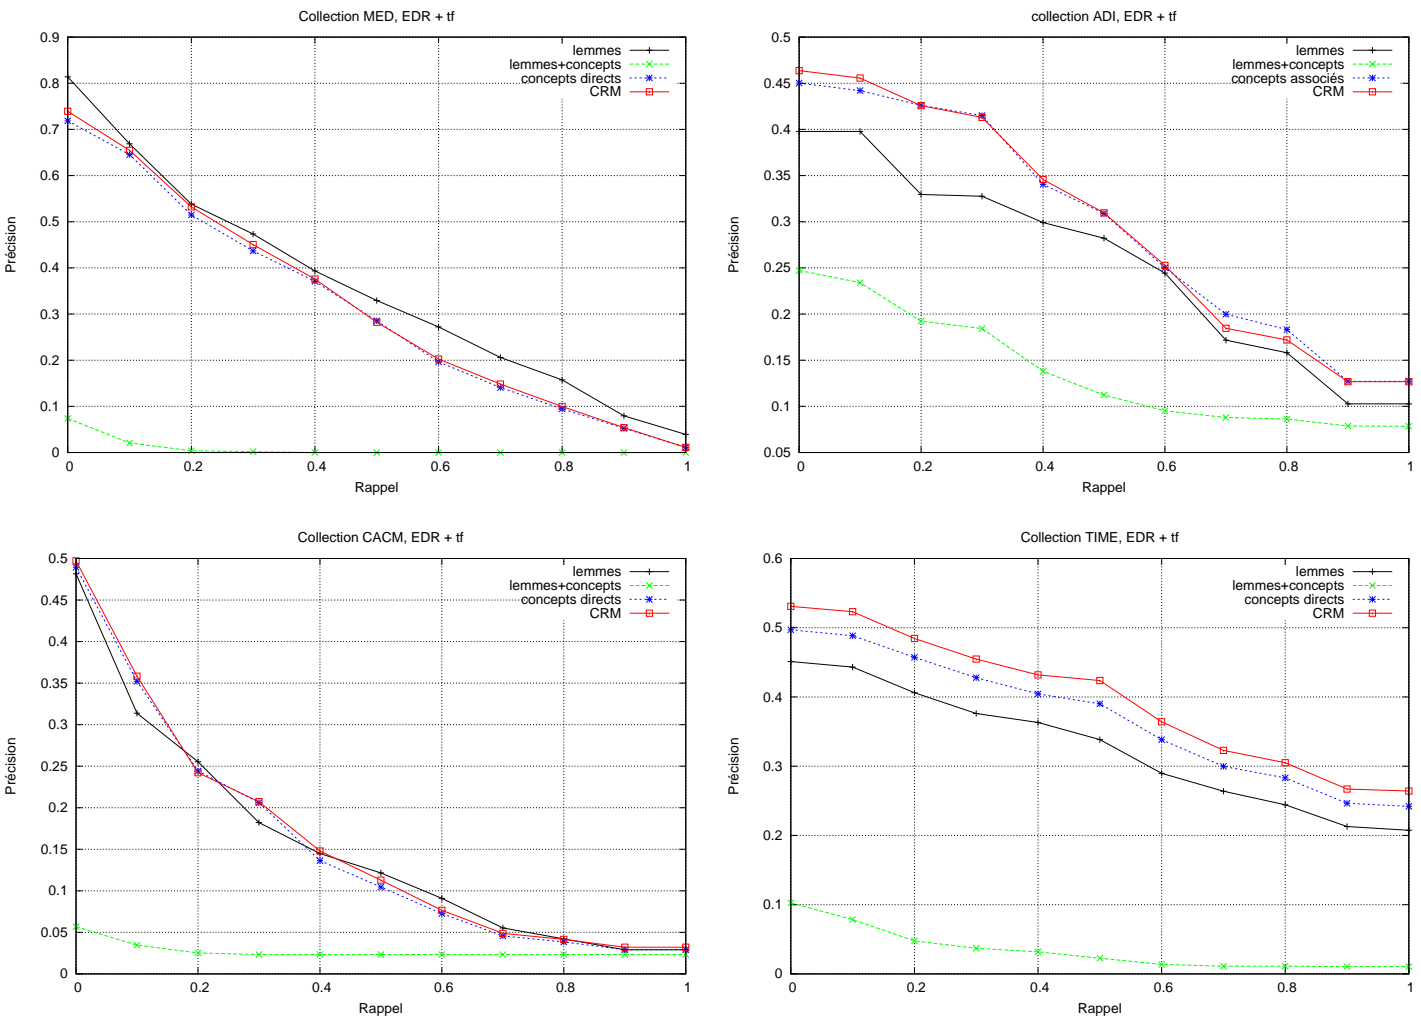 Collection MED, EDR + tf
0.9
0.8
0.7
0.6
0.5
0.4
0.3
0.2
0.1
0
0 0.2 0.4 0.6 0.8 1
Précision
Rappel
lemmes
lemmes+concepts
concepts directs
CRM
collection ADI, EDR + tf
0.5
0.45
0.4
0.35
0.3
0.25
0.2
0.15
0.1
0.05
0 0.2 0.4 0.6 0.8 1
Précision
Rappel
lemmes
lemmes+concepts
concepts associés
CRM
Collection CACM, EDR + tf
0.5
0.45
0.4
0.35
0.3
0.25
0.2
0.15
0.1
0.05
0
0 0.2 0.4 0.6 0.8 1
Précision
Rappel
lemmes
lemmes+concepts
concepts directs
CRM
Collection TIME, EDR + tf
0.6
0.5
0.4
0.3
0.2
0.1
0
0 0.2 0.4 0.6 0.8 1
Précision
Rappel
lemmes
lemmes+concepts
concepts directs
CRM